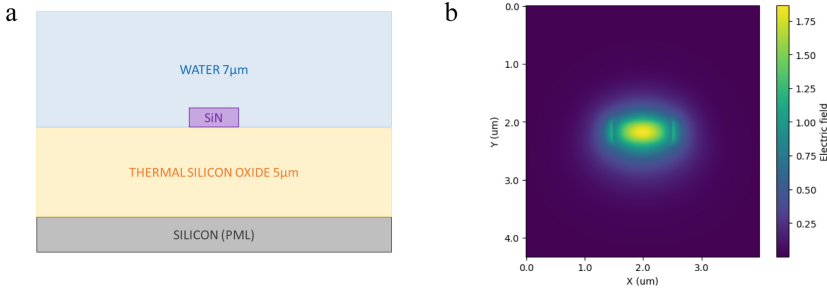 a
WATER 7µm
SiN
THERMAL SILICON OXIDE 5µm
SILICON (PML)
b
0.0
1.0
2.0
3.0
4.0
Y (um)
0.0 1.0 2.0 3.0
X (um)
1.75
1.50
1.25
1.00
0.75
0.50
0.25
Electric field